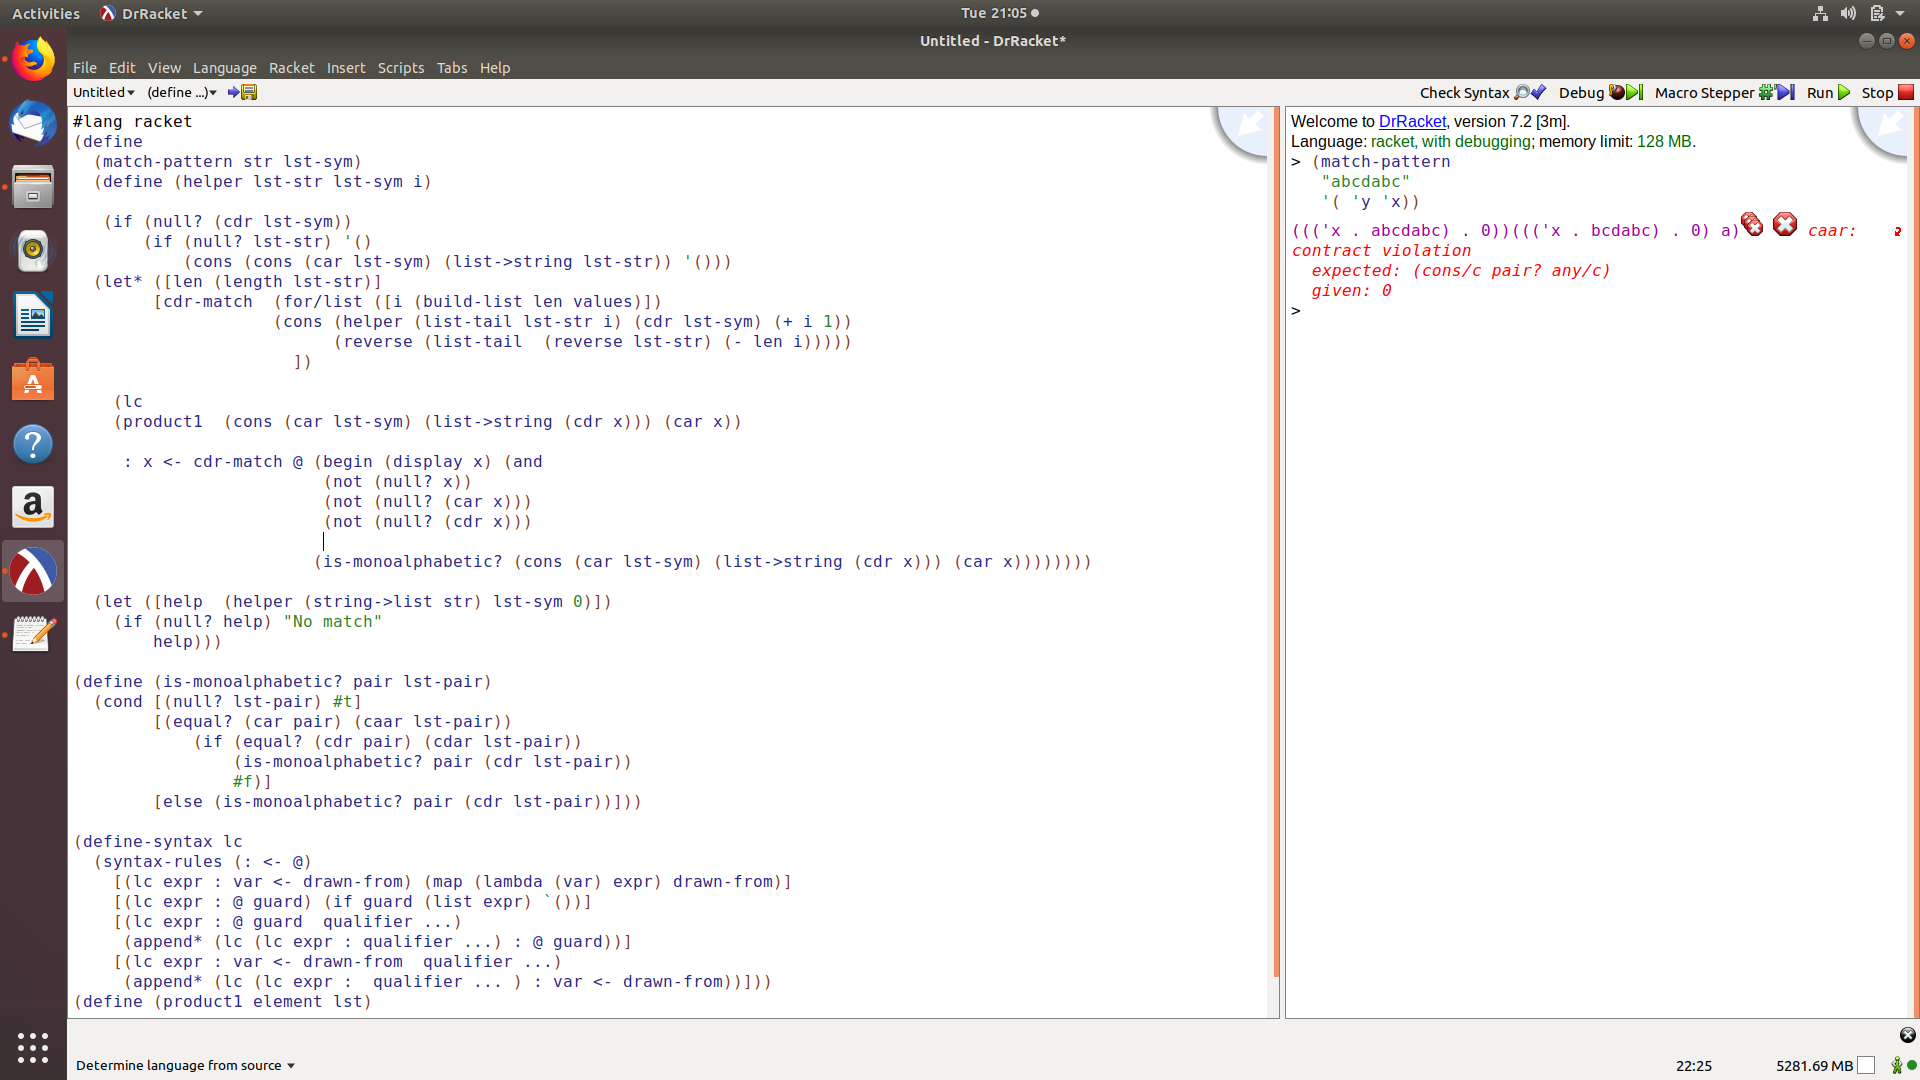 Activities DrRacket Tue 21:05
Untitled - DrRacket*
File Edit View Language Racket Insert Scripts Tabs Help
Untitled (define ...) Check Syntax Debug Macro Stepper Run Stop
#lang racket
(define
(match-pattern str lst-sym)
(define (helper lst-str lst-sym i)
(if (null? (cdr lst-sym))
(if (null? lst-str) '()
(cons (cons (car lst-sym) (list->string lst-str)) '()))
(let* ([len (length lst-str)]
[cdr-match (for/list ([i (build-list len values)])
(cons (helper (list-tail lst-str i) (cdr lst-sym) (+ i 1))
(reverse (list-tail (reverse lst-str) (- len i)))))
])
(lc
(product1 (cons (car lst-sym) (list->string (cdr x))) (car x))
: x <- cdr-match @ (begin (display x) (and
(not (null? x))
(not (null? (car x)))
(not (null? (cdr x)))
(is-monoalphabetic? (cons (car lst-sym) (list->string (cdr x))) (car x))))))))
(let ([help (helper (string->list str) lst-sym 0)])
(if (null? help) "No match"
help)))
(define (is-monoalphabetic? pair lst-pair)
(cond [(null? lst-pair) #t]
[(equal? (car pair) (caar lst-pair))
(if (equal? (cdr pair) (cdar lst-pair))
(is-monoalphabetic? pair (cdr lst-pair))
#f)]
[else (is-monoalphabetic? pair (cdr lst-pair))]))
(define-syntax lc
(syntax-rules (: <- @)
[(lc expr : var <- drawn-from) (map (lambda (var) expr) drawn-from)]
[(lc expr : @ guard) (if guard (list expr) `())]
[(lc expr : @ guard qualifier ...)
(append* (lc (lc expr : qualifier ...) : @ guard))]
[(lc expr : var <- drawn-from qualifier ...)
(append* (lc (lc expr : qualifier ... ) : var <- drawn-from))]))
(define (product1 element lst)
Welcome to DrRacket, version 7.2 [3m].
Language: racket, with debugging; memory limit: 128 MB.
> (match-pattern
"abcdabc"
'( 'y 'x))
((('x . abcdabc) . 0))((('x . bcdabc) . 0) a) caar:
contract violation
expected: (cons/c pair? any/c)
given: 0
>
Determine language from source 22:25 5281.69 MB